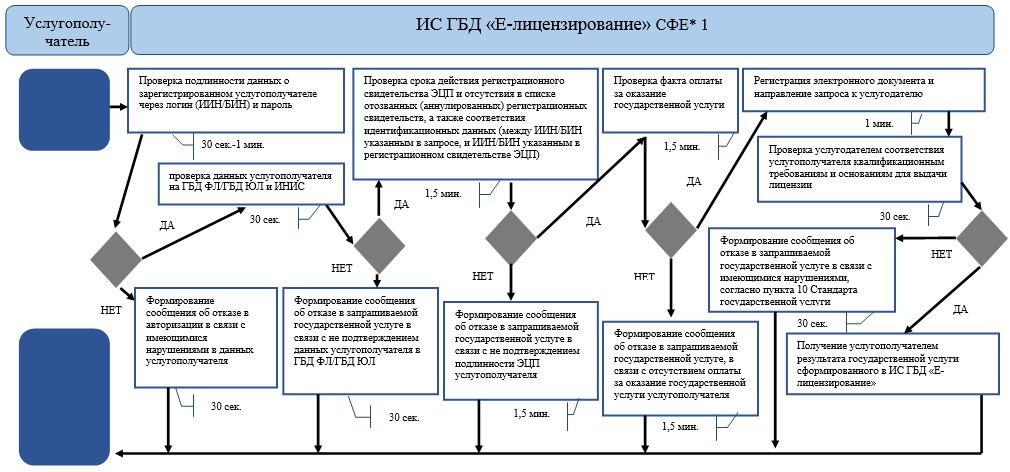 Услугополу-
чатель
ИС ГБД «Е-лицензирование» СФЕ* 1
Проверка подлинности данных о
зарегистрированном услугополучателе
через логин (ИИН/БИН) и пароль
30 сек.-1 мин.
Проверка срока действия регистрационного
свидетельства ЭЦП и отсутствия в списке
отозванных (аннулированных) регистрационных
свидетельств, а также соответствия
идентификационных данных (между ИИН/БИН
указанным в запросе, и ИИН/БИН указанным в
регистрационном свидетельстве ЭЦП)
1,5 мин.
Проверка факта оплаты
за оказание
государственной услуги
1,5 мин.
Регистрация электронного документа и
направление запроса к услугодателю
1 мин.
Проверка услугодателем соответствия
услугополучателя квалификационным
требованиям и основаниям для выдачи
лицензии
30 сек.
проверка данных услугополучателя
на ГБД ФЛ/ГБД ЮЛ и ИНИС
30 сек.
ДА
ДА
ДА
ДА
НЕТ
НЕТ
НЕТ
НЕТ
НЕТ
ДА
Формирование сообщения об
отказе в запрашиваемой
государственной услуге в связи с
имеющимися нарушениями,
согласно пункта 10 Стандарта
государственной услуги
30 сек.
Формирование
сообщения об отказе в
авторизации в связи с
имеющимися
нарушениями в данных
услугополучателя
30 сек.
Формирование сообщения
об отказе в запрашиваемой
государственной услуге в
связи с не подтверждением
данных услугополучателя в
ГБД ФЛ/ГБД ЮЛ
30 сек.
Формирование сообщения
об отказе в запрашиваемой
государственной услуге в
связи с не подтверждением
подлинности ЭЦП
услугополучателя
1,5 мин.
Формирование сообщения
об отказе в запрашиваемой
государственной услуге, в
связи с отсутствием оплаты
за оказание государственной
услуги услугополучателя
1,5 мин.
Получение услугополучателем
результата государственной услуги
сформированного в ИС ГБД «Е-
лицензирование»